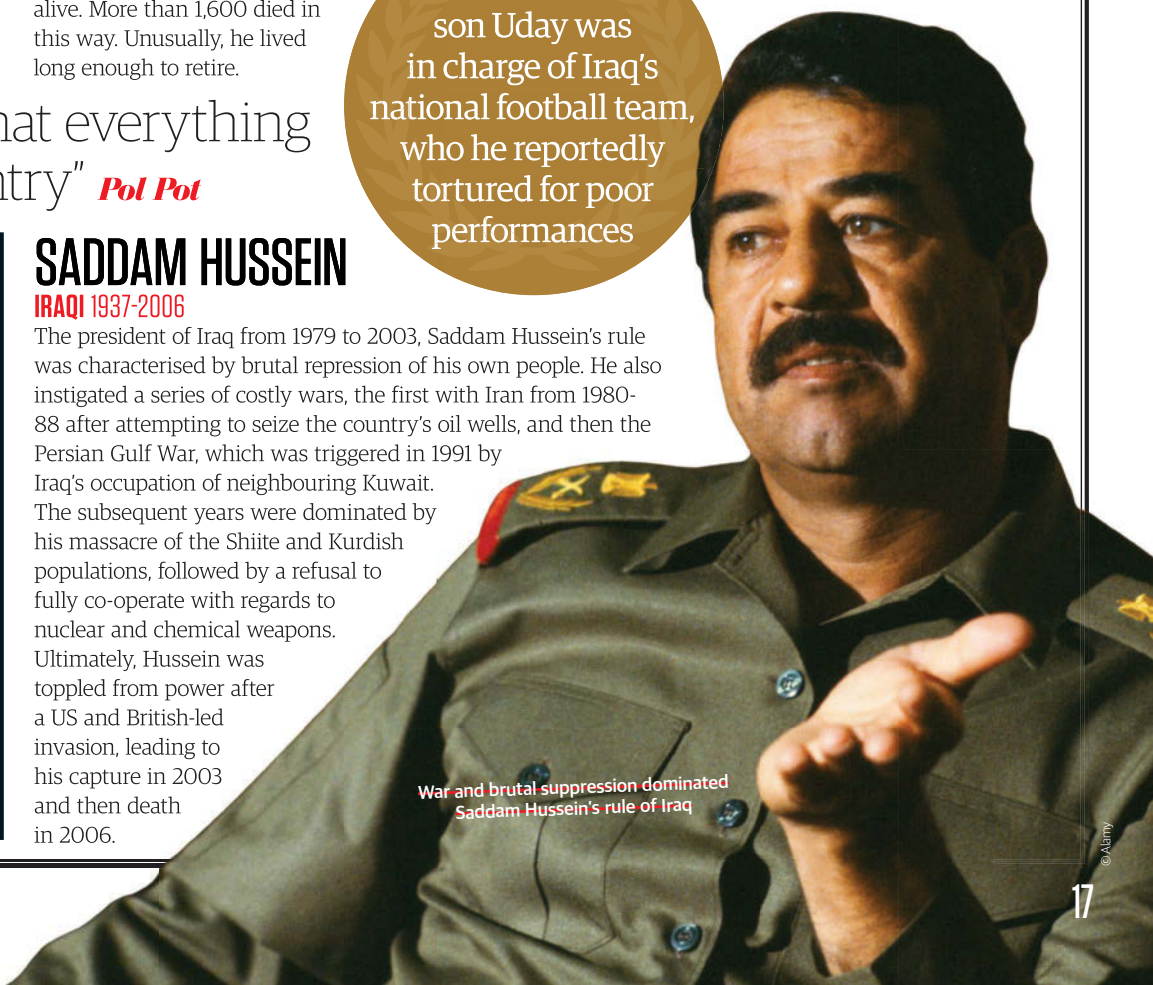 alive. More than 1,600 died in
this way. Unusually, he lived
long enough to retire.
everything
Pol Pot
son Uday was
in charge of Iraq's
national football team,
who he reportedly
tortured for poor
performances
SADDAM HUSSEIN
IRAQI 1937-2006
The president of Iraq from 1979 to 2003, Saddam Hussein's rule
was characterised by brutal repression of his own people. He also
instigated a series of costly wars, the first with Iran from 1980-
88 after attempting to seize the country's oil wells, and then the
Persian Gulf War, which was triggered in 1991 by
Iraq's occupation of neighbouring Kuwait.
The subsequent years were dominated by
his massacre of the Shiite and Kurdish
populations, followed by a refusal to
fully co-operate with regards to
nuclear and chemical weapons.
Ultimately, Hussein was
toppled from power after
a US and British-led
invasion, leading to
his capture in 2003
and then death
in 2006.
War and brutal suppression dominated
Saddam Hussein's rule of Iraq
© Alamy
17